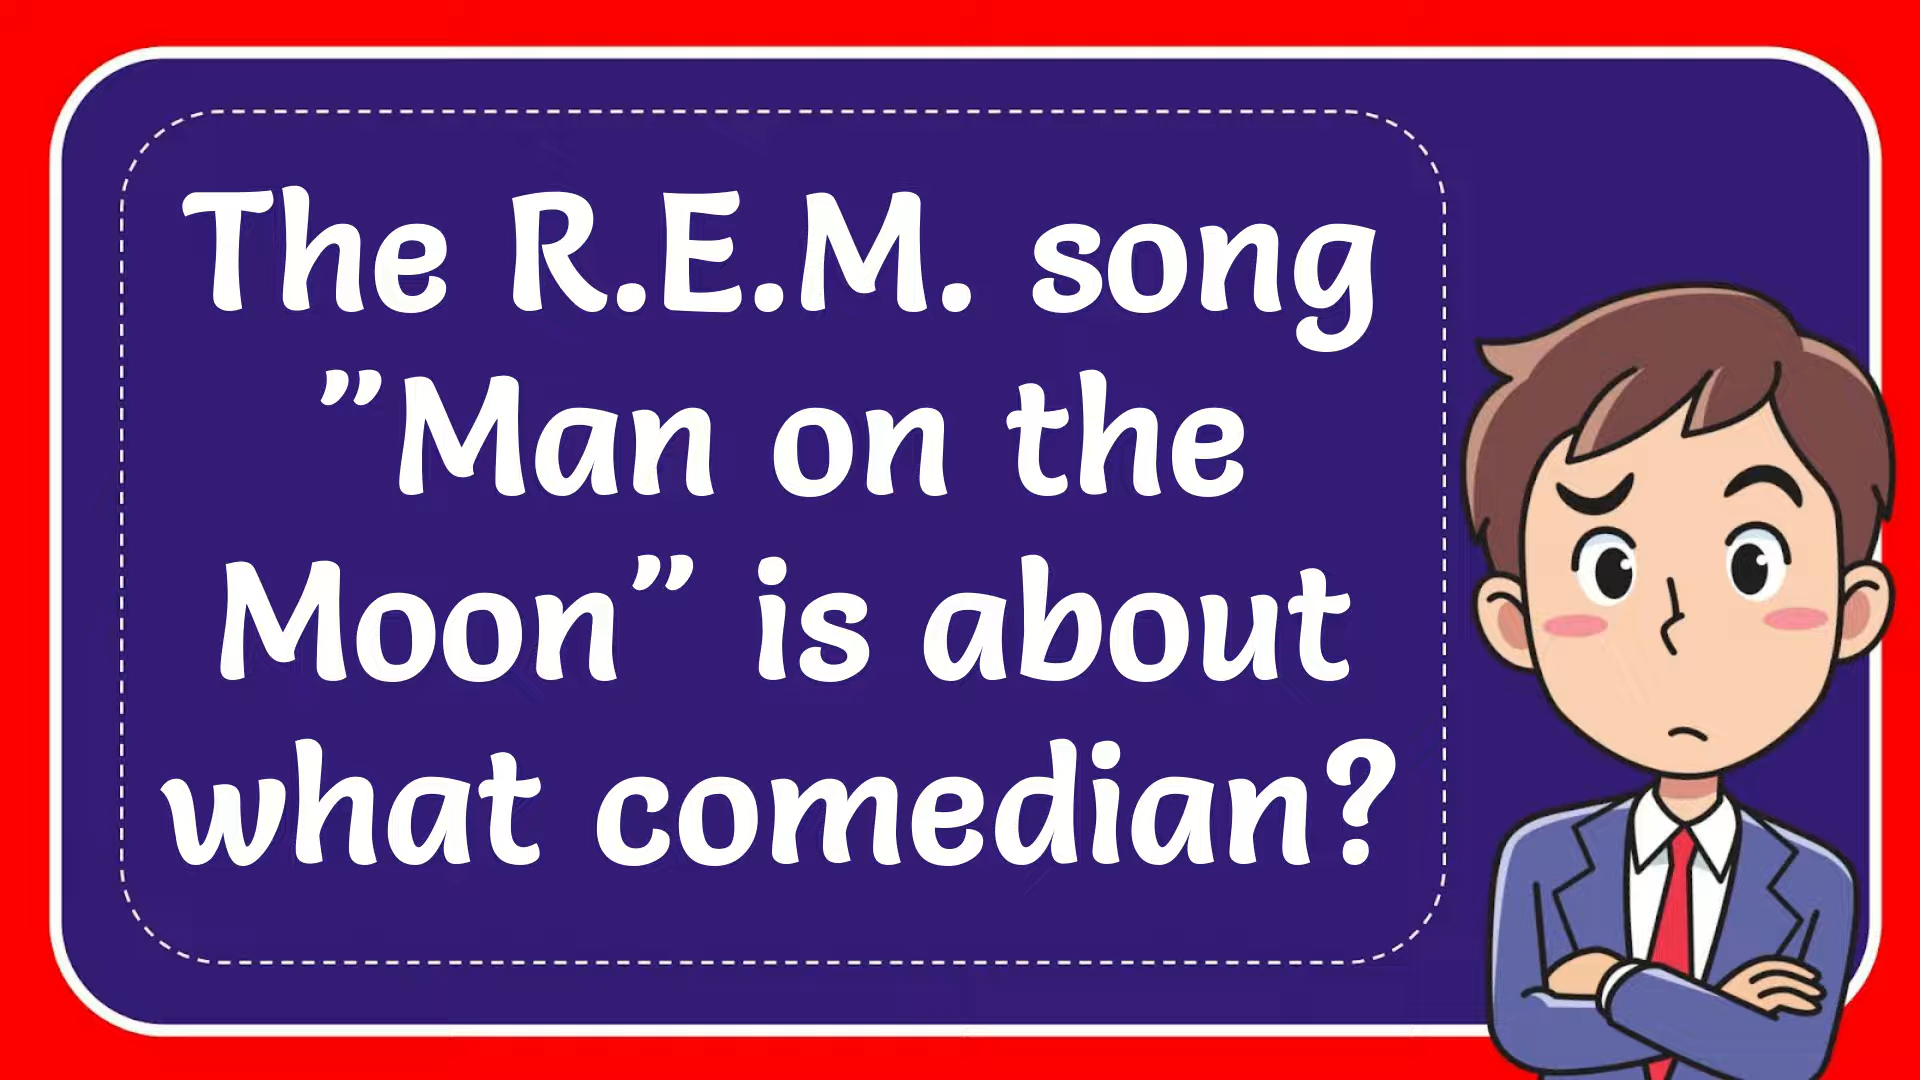 The R.E.M. song
"Man on the
Moon" is about
what comedian?